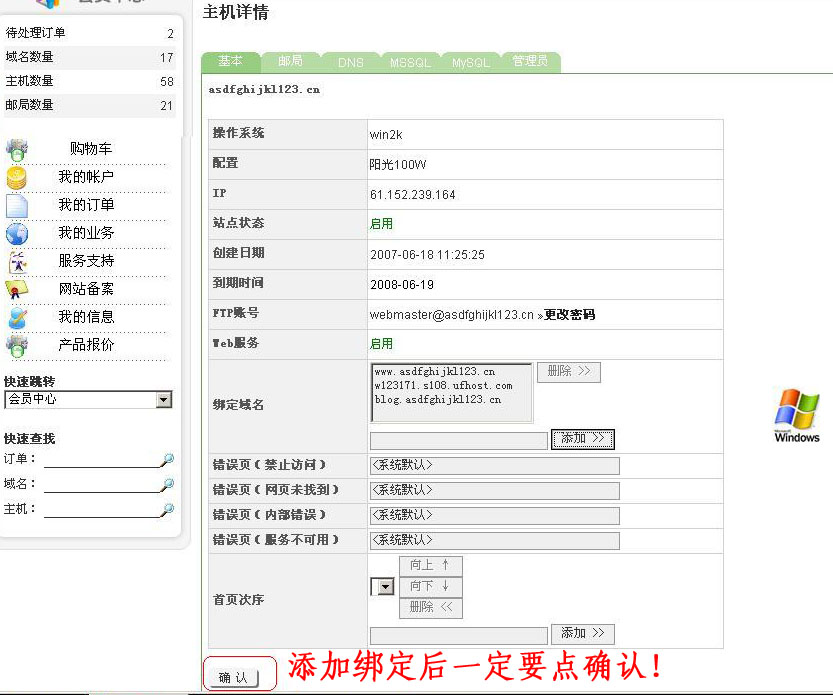 主机详情
待处理订单 2
域名数量 17
主机数量 58
邮局数量 21
购物车
我的帐户
我的订单
我的业务
服务支持
网站备案
我的信息
产品报价
快速跳转
会员中心
快速查找
订单：
域名：
主机：
基本 邮局 DNS MSSQL MySQL 管理员
asdfghijkl123.cn
操作系统 win2k
配置 阳光100W
IP 61.152.239.164
站点状态 启用
创建日期 2007-06-18 11:25:25
到期时间 2008-06-19
FTP账号 webmaster@asdfghijkl123.cn »更改密码
Web服务 启用
绑定域名
www.asdfghijkl123.cn
w123171.s108.ufhost.com
blog.asdfghijkl123.cn
删除 >>
添加 >>
错误页（禁止访问） <系统默认>
错误页（网页未找到） <系统默认>
错误页（内部错误） <系统默认>
错误页（服务不可用） <系统默认>
首页次序
向上 ↑
向下 ↓
删除 <<
添加 >>
确认
添加绑定后一定要点确认！
Microsoft
Windows